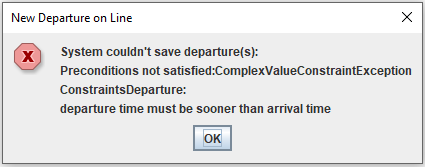 New Departure on Line
System couldn't save departure(s):
Preconditions not satisfied:ComplexValueConstraintException
ConstraintsDeparture:
departure time must be sooner than arrival time
OK